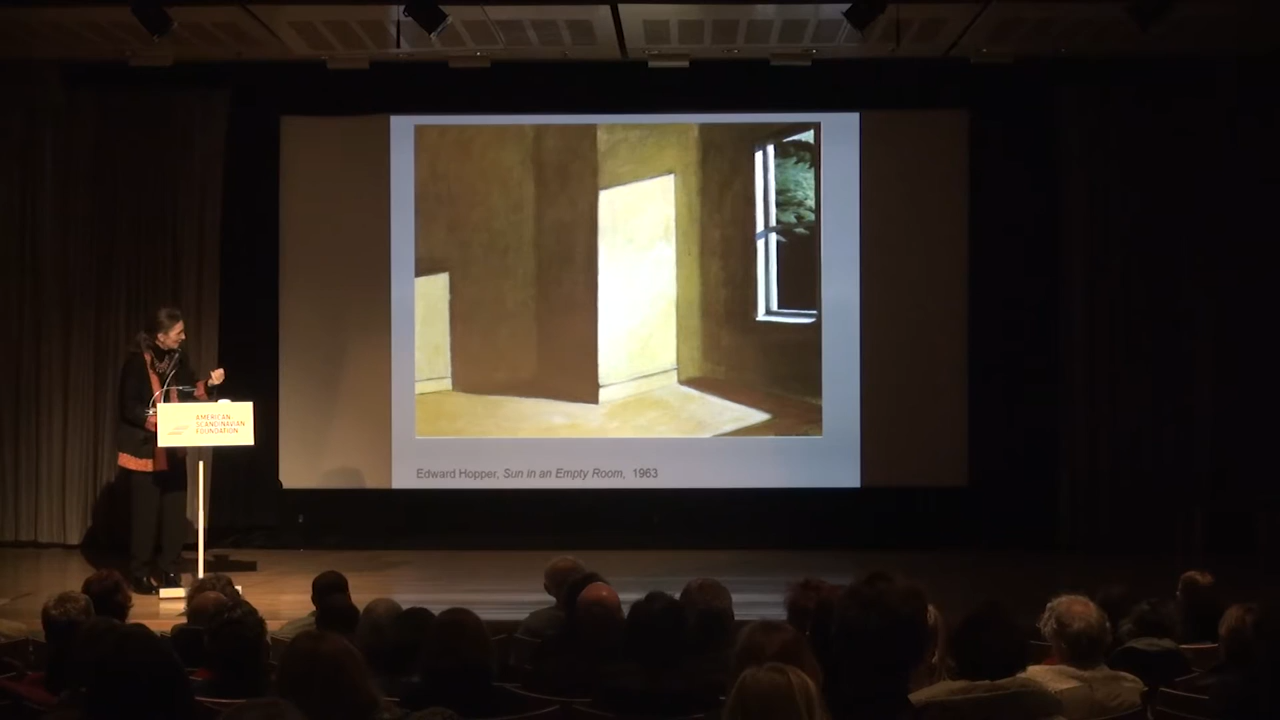 AMERICAN
SCANDINAVIAN
FOUNDATION
Edward Hopper, Sun in an Empty Room, 1963